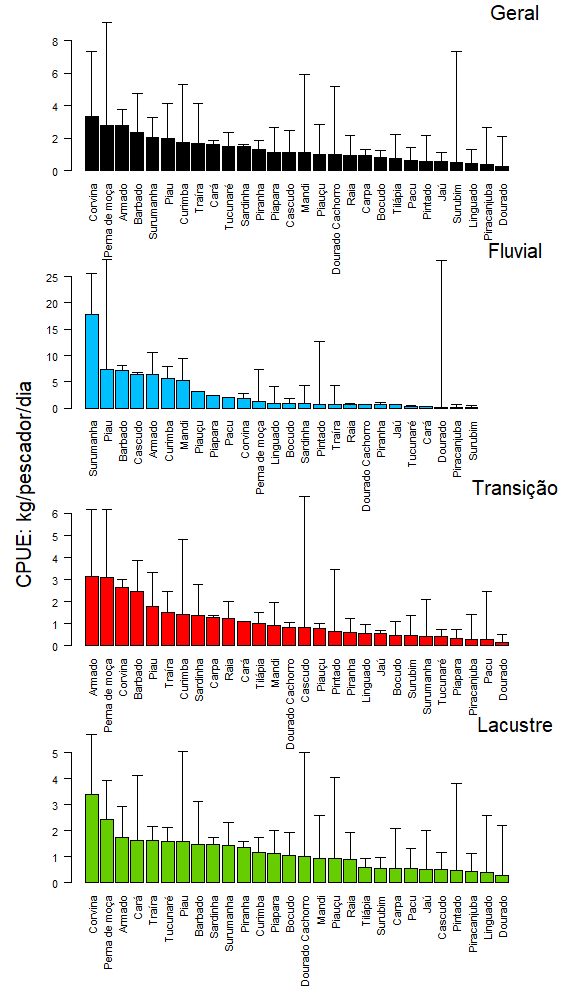 Geral
8
6
4
2
0
Corvina
Perna de moça
Armado
Barbado
Surumanha
Piau
Curimba
Traíra
Cará
Tucunaré
Sardinha
Piranha
Piapara
Cascudo
Mandi
Piauçu
Dourado Cachorro
Raia
Carpa
Bocudo
Tilápia
Pacu
Pintado
Jaú
Surubim
Linguado
Piracanjuba
Dourado
Fluvial
25
20
15
10
5
0
Surumanha
Piau
Barbado
Cascudo
Armado
Curimba
Mandi
Piauçu
Piapara
Pacu
Corvina
Perna de moça
Linguado
Bocudo
Sardinha
Pintado
Traíra
Raia
Dourado Cachorro
Piranha
Jaú
Tucunaré
Cará
Dourado
Piracanjuba
Surubim
CPUE: kg/pescador/dia
Transição
6
5
4
3
2
1
0
Armado
Perna de moça
Corvina
Barbado
Piau
Traíra
Curimba
Sardinha
Carpa
Raia
Cará
Tilápia
Mandi
Dourado Cachorro
Cascudo
Piauçu
Pintado
Piranha
Linguado
Jaú
Bocudo
Surubim
Surumanha
Tucunaré
Piapara
Piracanjuba
Pacu
Dourado
Lacustre
5
4
3
2
1
0
Corvina
Perna de moça
Armado
Cará
Traíra
Tucunaré
Piau
Barbado
Sardinha
Surumanha
Piranha
Curimba
Piapara
Bocudo
Dourado Cachorro
Mandi
Piauçu
Raia
Tilápia
Surubim
Carpa
Pacu
Jaú
Cascudo
Pintado
Piracanjuba
Linguado
Dourado